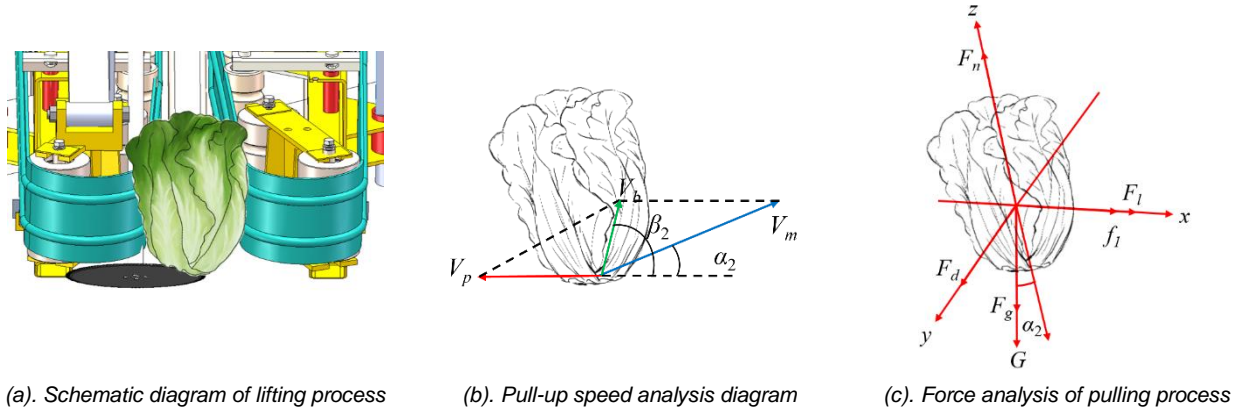 V_b
V_m
β_2
α_2
V_p
z
F_n
F_l
x
f_1
F_d
y
F_g
α_2
G
(a). Schematic diagram of lifting process
(b). Pull-up speed analysis diagram
(c). Force analysis of pulling process